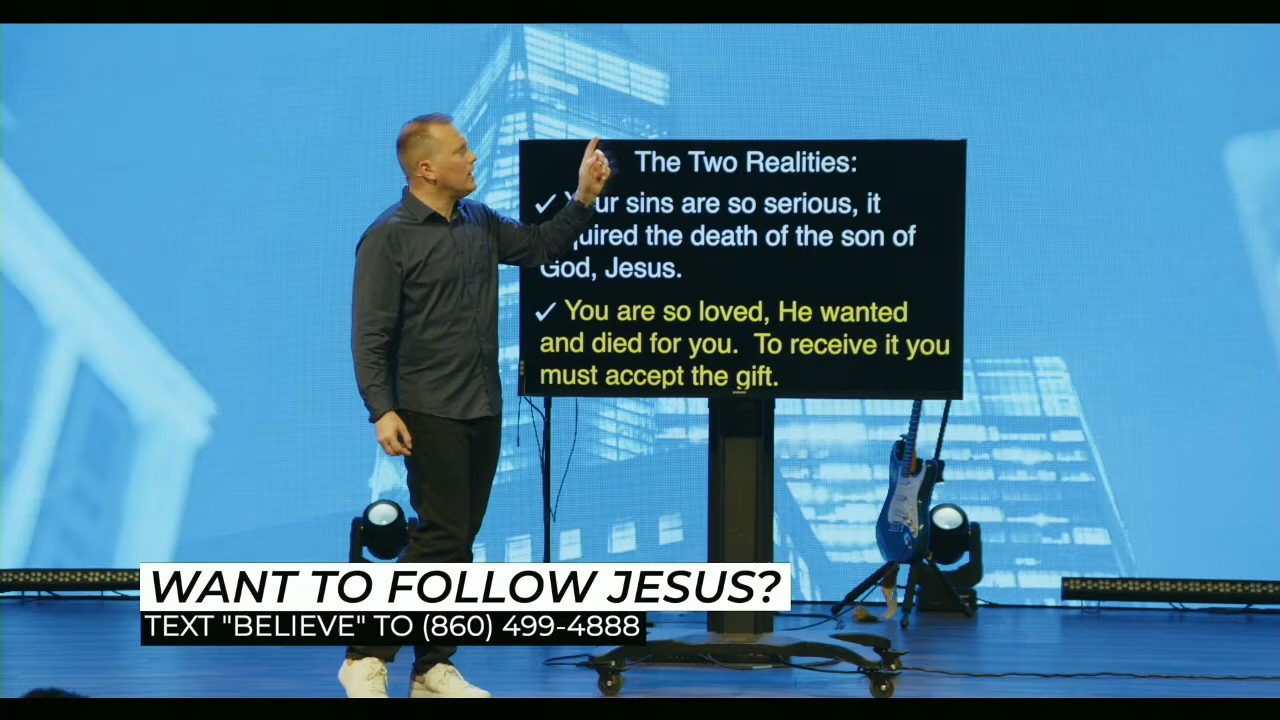 The Two Realities:
✓ ur sins are so serious, it
the death of the son of
God, Jesus.
✓ You are so loved, He wanted
and died for you. To receive it you
must accept the gift.
WANT TO FOLLOW JESUS?
TEXT "BELIEVE" TO (860) 499-4888